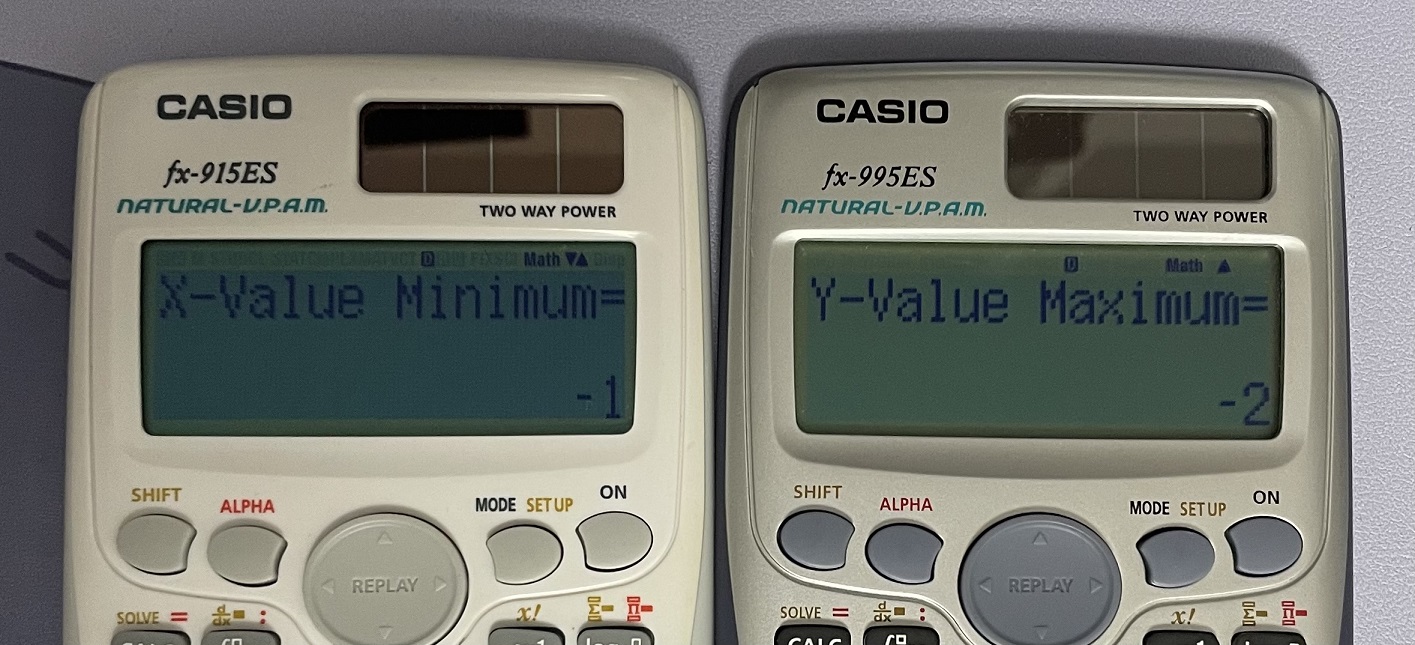 CASIO
fx-915ES
NATURAL-V.P.A.M.
TWO WAY POWER
D Math ▼▲
X-Value Minimum=
-1
SHIFT
ALPHA
MODE SETUP
ON
REPLAY
SOLVE = d/dx :
x! Σ Π
CASIO
fx-995ES
NATURAL-V.P.A.M.
TWO WAY POWER
D Math ▲
Y-Value Maximum=
-2
SHIFT
ALPHA
MODE SETUP
ON
REPLAY
SOLVE = d/dx :
x! Σ Π
CALC